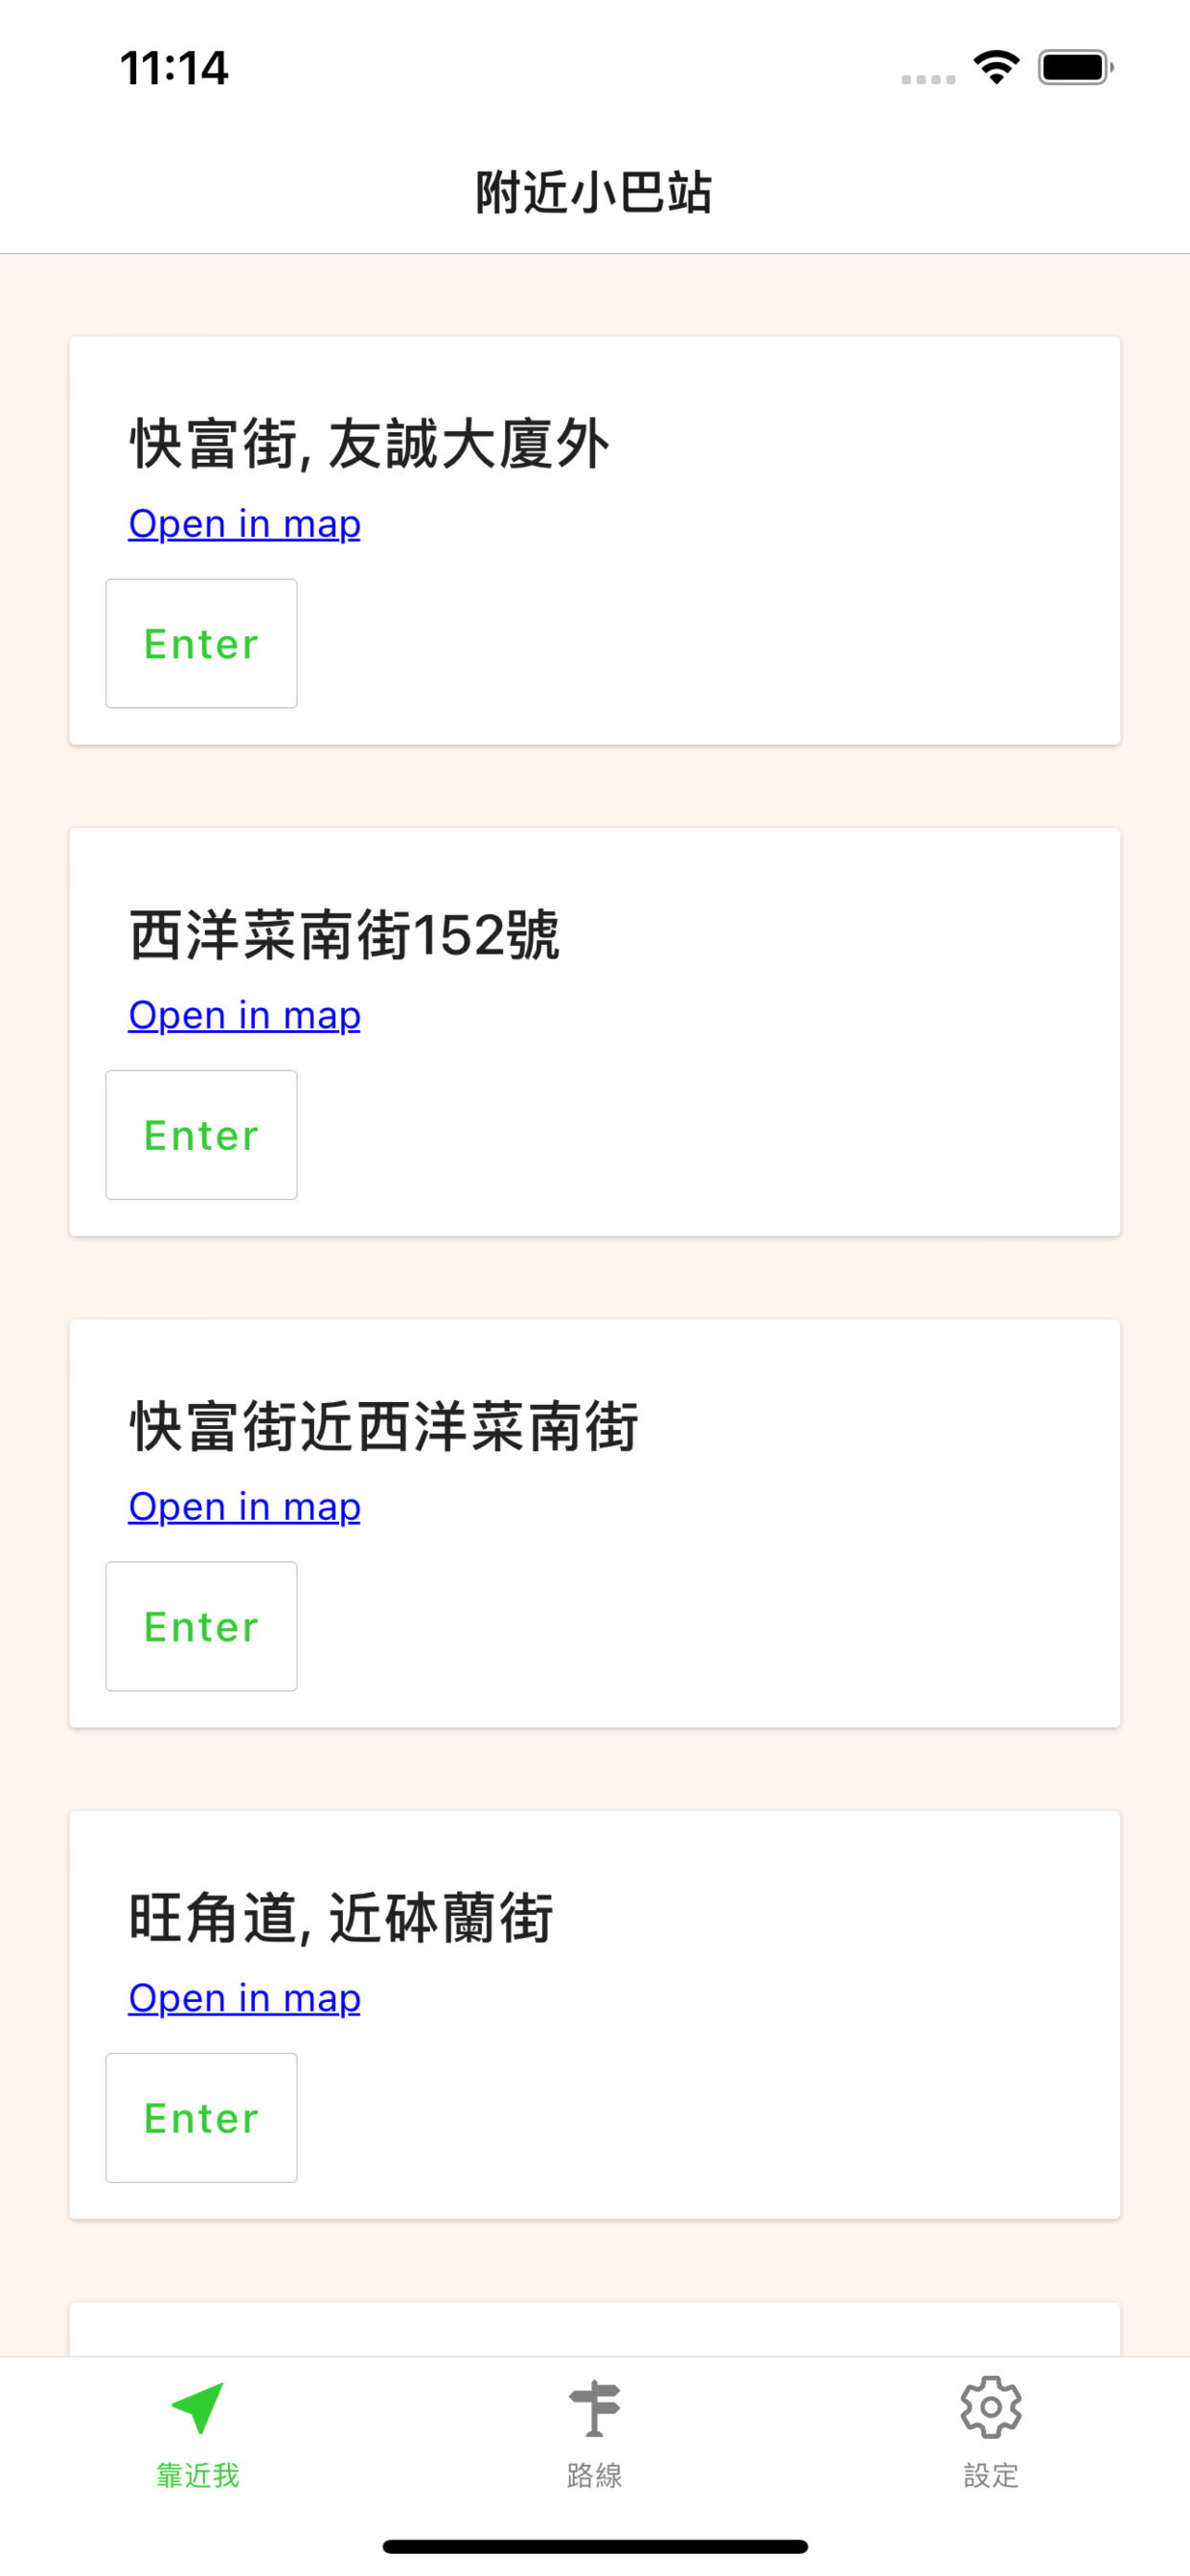 11:14
附近小巴站
快富街, 友誠大廈外
Open in map
Enter
西洋菜南街152號
Open in map
Enter
快富街近西洋菜南街
Open in map
Enter
旺角道, 近砵蘭街
Open in map
Enter
靠近我
路線
設定